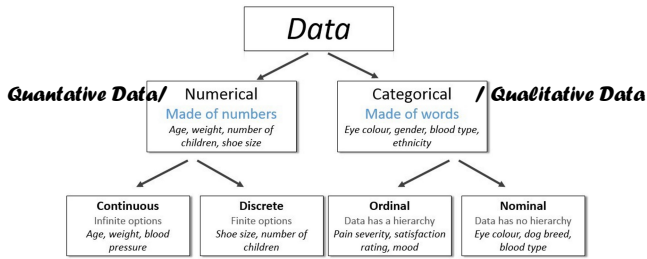 Data
Quantative Data/
Numerical
Made of numbers
Age, weight, number of
children, shoe size
Categorical
Made of words
Eye colour, gender, blood type,
ethnicity
/ Qualitative Data
Continuous
Infinite options
Age, weight, blood
pressure
Discrete
Finite options
Shoe size, number of
children
Ordinal
Data has a hierarchy
Pain severity, satisfaction
rating, mood
Nominal
Data has no hierarchy
Eye colour, dog breed,
blood type